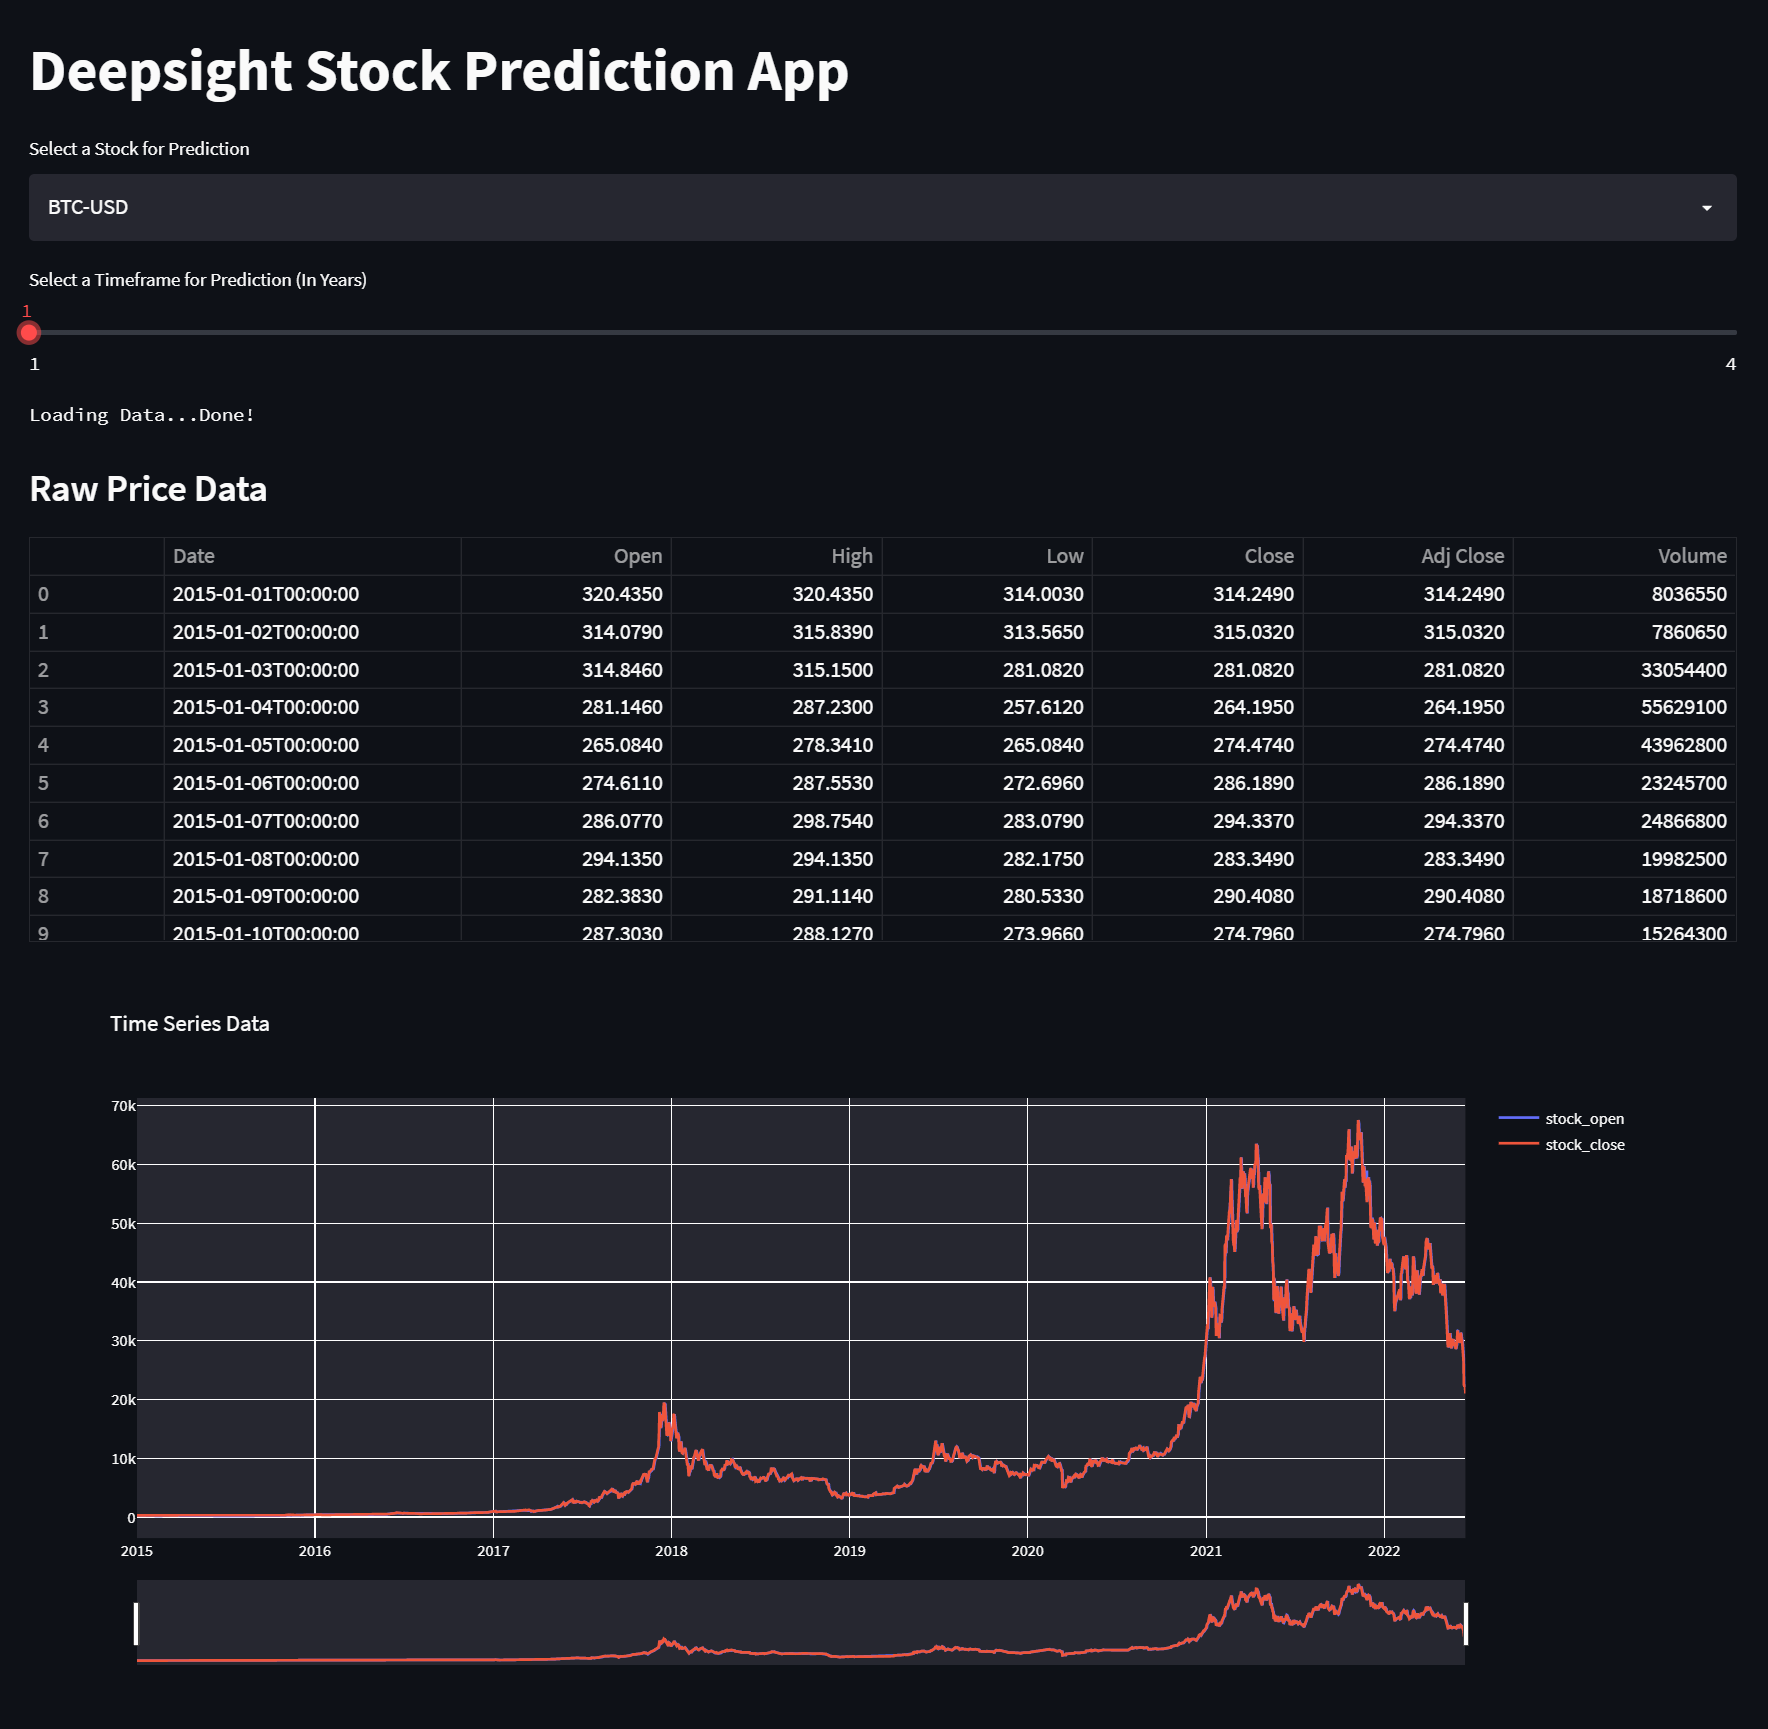 Deepsight Stock Prediction App
Select a Stock for Prediction
BTC-USD
Select a Timeframe for Prediction (In Years)
1
1 4
Loading Data...Done!
Raw Price Data
Date Open High Low Close Adj Close Volume
0 2015-01-01T00:00:00 320.4350 320.4350 314.0030 314.2490 314.2490 8036550
1 2015-01-02T00:00:00 314.0790 315.8390 313.5650 315.0320 315.0320 7860650
2 2015-01-03T00:00:00 314.8460 315.1500 281.0820 281.0820 281.0820 33054400
3 2015-01-04T00:00:00 281.1460 287.2300 257.6120 264.1950 264.1950 55629100
4 2015-01-05T00:00:00 265.0840 278.3410 265.0840 274.4740 274.4740 43962800
5 2015-01-06T00:00:00 274.6110 287.5530 272.6960 286.1890 286.1890 23245700
6 2015-01-07T00:00:00 286.0770 298.7540 283.0790 294.3370 294.3370 24866800
7 2015-01-08T00:00:00 294.1350 294.1350 282.1750 283.3490 283.3490 19982500
8 2015-01-09T00:00:00 282.3830 291.1140 280.5330 290.4080 290.4080 18718600
9 2015-01-10T00:00:00 287.3030 288.1270 273.9660 274.7960 274.7960 15264300
Time Series Data
70k
60k
50k
40k
30k
20k
10k
0
2015 2016 2017 2018 2019 2020 2021 2022
stock_open
stock_close